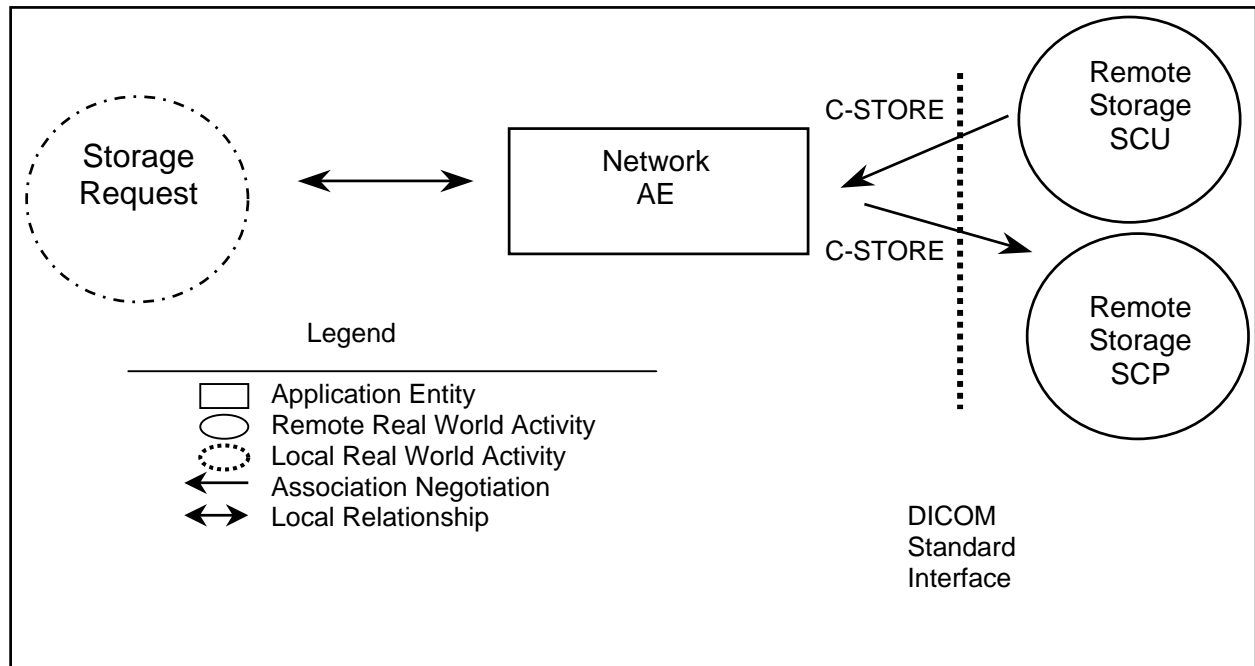 Storage
Request
Network
AE
C-STORE
C-STORE
Remote
Storage
SCU
Remote
Storage
SCP
Legend
Application Entity
Remote Real World Activity
Local Real World Activity
Association Negotiation
Local Relationship
DICOM
Standard
Interface